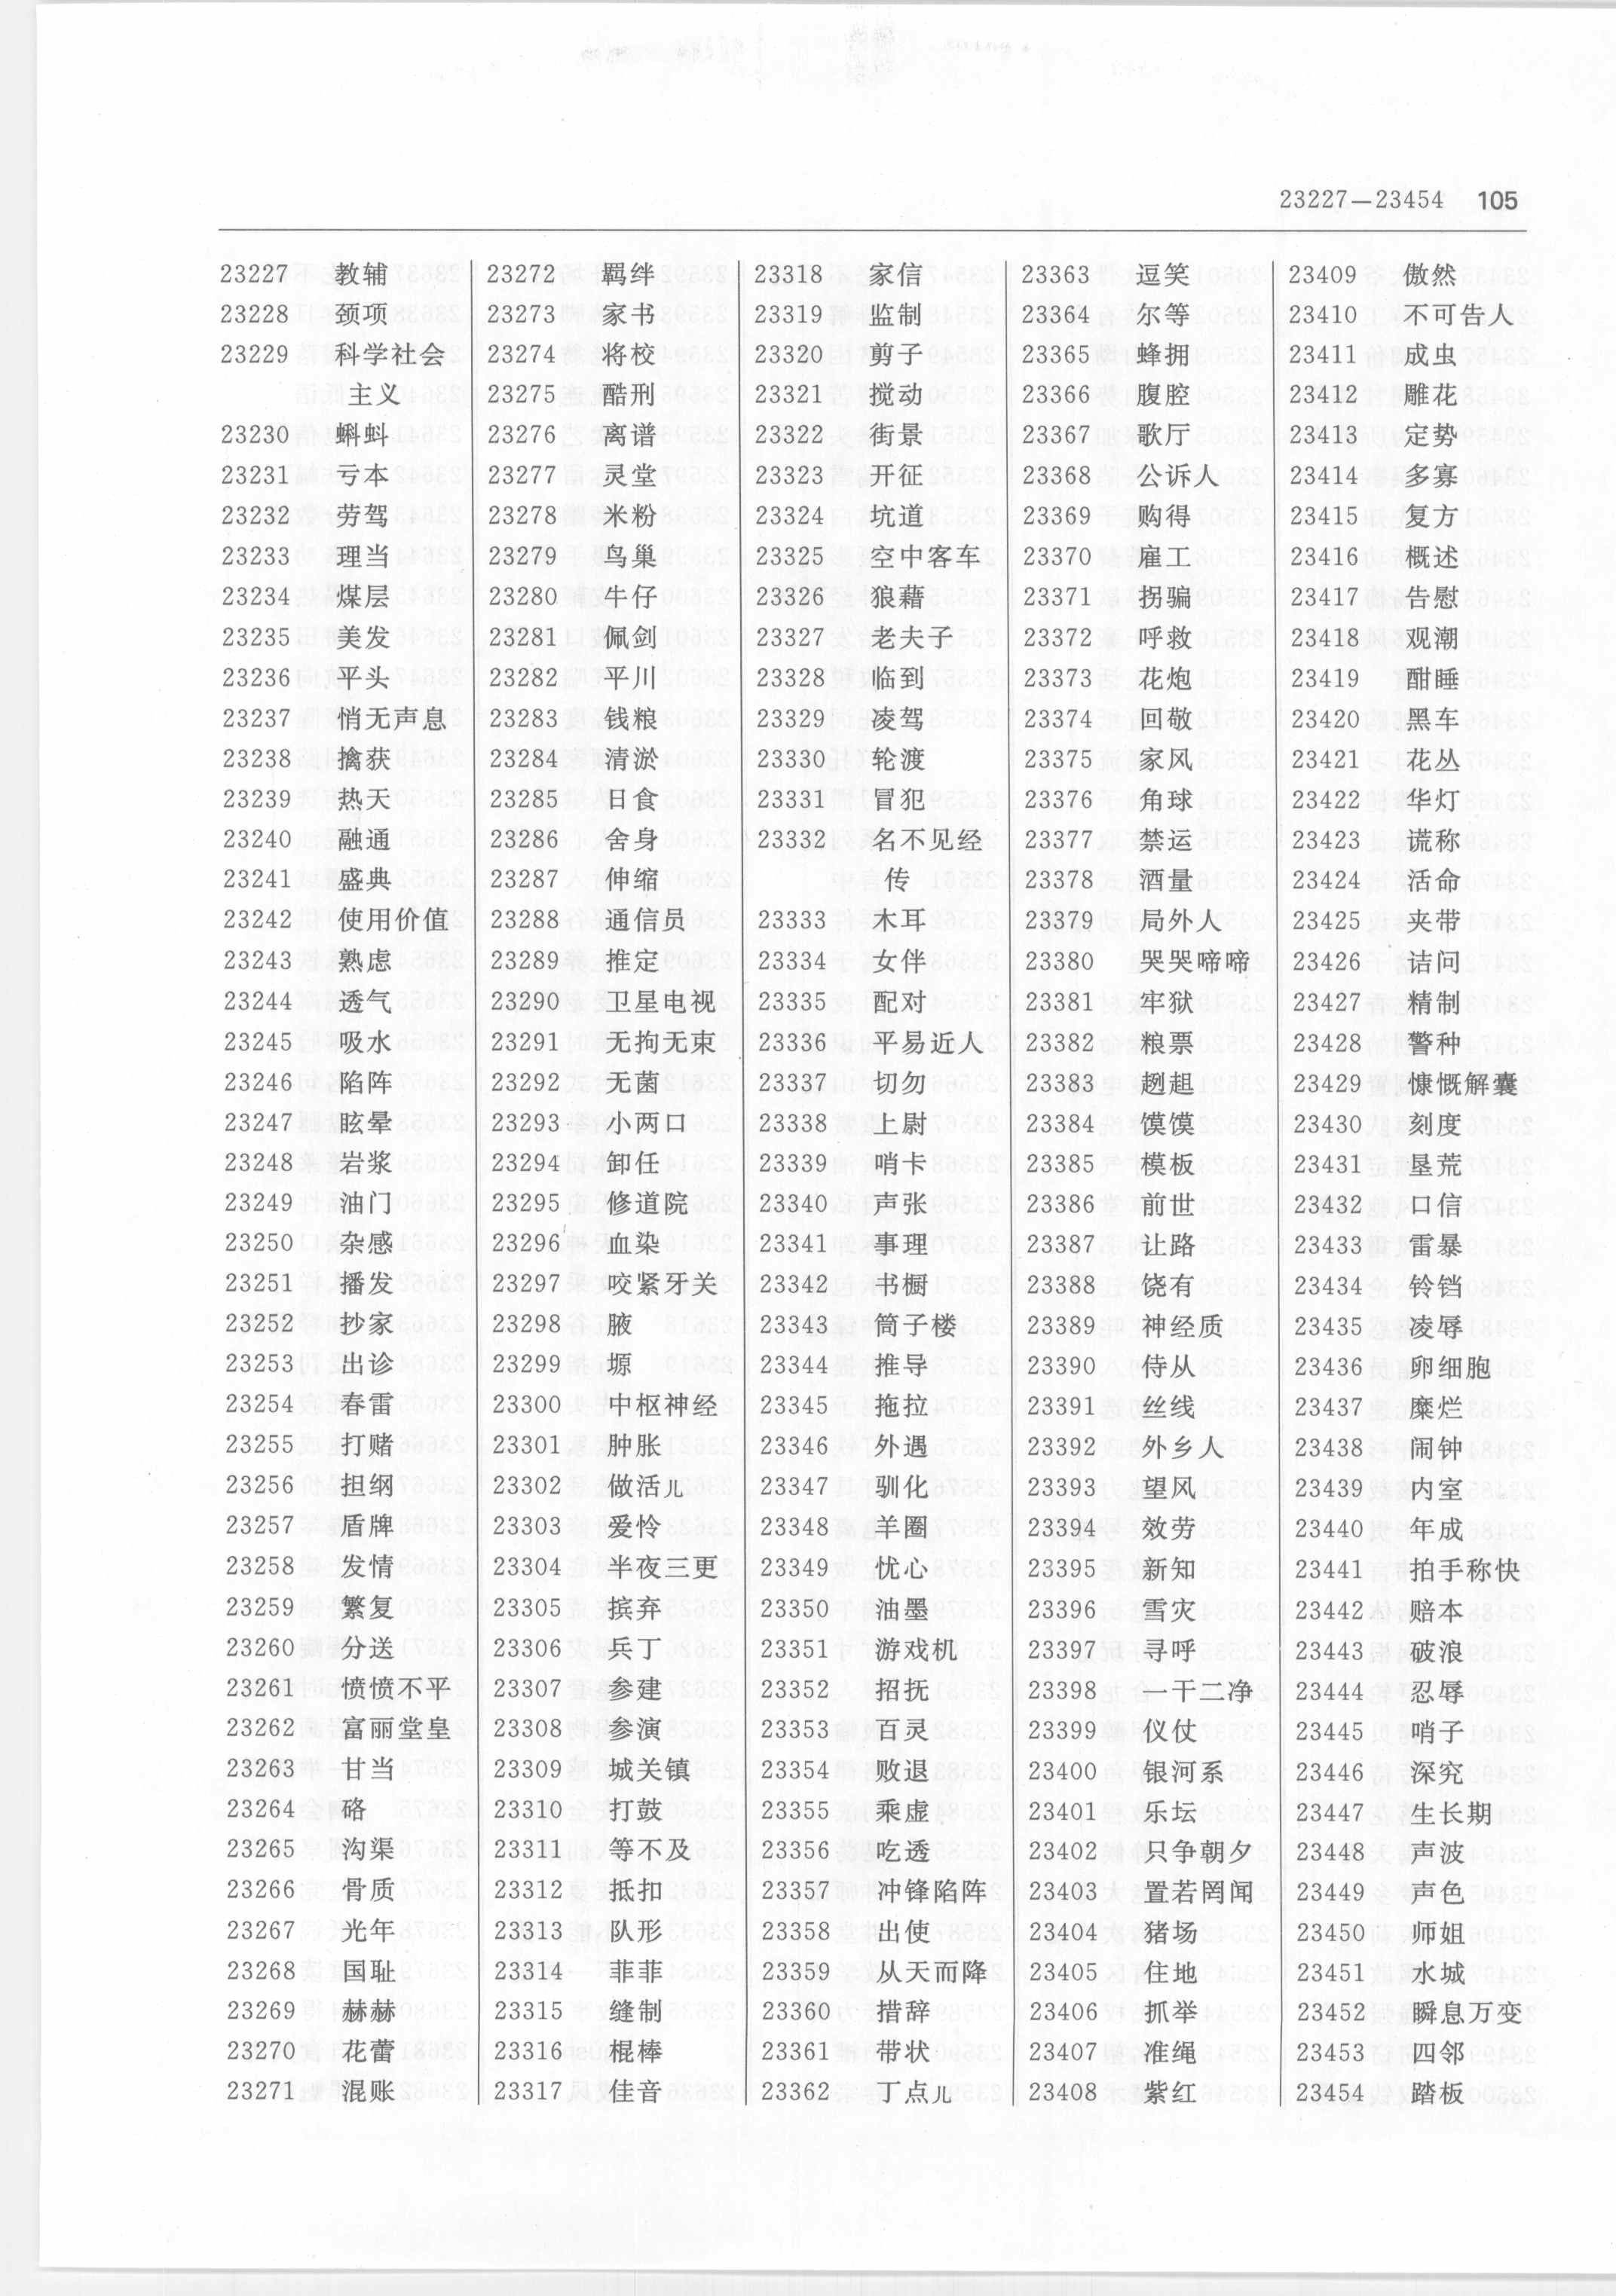 23227—23454 105
23227 教辅
23228 颈项
23229 科学社会
主义
23230 蝌蚪
23231 亏本
23232 劳驾
23233 理当
23234 煤层
23235 美发
23236 平头
23237 悄无声息
23238 擒获
23239 热天
23240 融通
23241 盛典
23242 使用价值
23243 熟虑
23244 透气
23245 吸水
23246 陷阵
23247 眩晕
23248 岩浆
23249 油门
23250 杂感
23251 播发
23252 抄家
23253 出诊
23254 春雷
23255 打赌
23256 担纲
23257 盾牌
23258 发情
23259 繁复
23260 分送
23261 愤愤不平
23262 富丽堂皇
23263 甘当
23264 硌
23265 沟渠
23266 骨质
23267 光年
23268 国耻
23269 赫赫
23270 花蕾
23271 混账
23272 羁绊
23273 家书
23274 将校
23275 酷刑
23276 离谱
23277 灵堂
23278 米粉
23279 鸟巢
23280 牛仔
23281 佩剑
23282 平川
23283 钱粮
23284 清淤
23285 日食
23286 舍身
23287 伸缩
23288 通信员
23289 推定
23290 卫星电视
23291 无拘无束
23292 无菌
23293 小两口
23294 卸任
23295 修道院
23296 血染
23297 咬紧牙关
23298 腋
23299 塬
23300 中枢神经
23301 肿胀
23302 做活儿
23303 爱怜
23304 半夜三更
23305 摈弃
23306 兵丁
23307 参建
23308 参演
23309 城关镇
23310 打鼓
23311 等不及
23312 抵扣
23313 队形
23314 菲菲
23315 缝制
23316 棍棒
23317 佳音
23318 家信
23319 监制
23320 剪子
23321 搅动
23322 街景
23323 开征
23324 坑道
23325 空中客车
23326 狼藉
23327 老夫子
23328 临到
23329 凌驾
23330 轮渡
23331 冒犯
23332 名不见经
传
23333 木耳
23334 女伴
23335 配对
23336 平易近人
23337 切勿
23338 上尉
23339 哨卡
23340 声张
23341 事理
23342 书橱
23343 筒子楼
23344 推导
23345 拖拉
23346 外遇
23347 驯化
23348 羊圈
23349 忧心
23350 油墨
23351 游戏机
23352 招抚
23353 百灵
23354 败退
23355 乘虚
23356 吃透
23357 冲锋陷阵
23358 出使
23359 从天而降
23360 措辞
23361 带状
23362 丁点儿
23363 逗笑
23364 尔等
23365 蜂拥
23366 腹腔
23367 歌厅
23368 公诉人
23369 购得
23370 雇工
23371 拐骗
23372 呼救
23373 花炮
23374 回敬
23375 家风
23376 角球
23377 禁运
23378 酒量
23379 局外人
23380 哭哭啼啼
23381 牢狱
23382 粮票
23383 趔趄
23384 馍馍
23385 模板
23386 前世
23387 让路
23388 饶有
23389 神经质
23390 侍从
23391 丝线
23392 外乡人
23393 望风
23394 效劳
23395 新知
23396 雪灾
23397 寻呼
23398 一干二净
23399 仪仗
23400 银河系
23401 乐坛
23402 只争朝夕
23403 置若罔闻
23404 猪场
23405 住地
23406 抓举
23407 准绳
23408 紫红
23409 傲然
23410 不可告人
23411 成虫
23412 雕花
23413 定势
23414 多寡
23415 复方
23416 概述
23417 告慰
23418 观潮
23419 酣睡
23420 黑车
23421 花丛
23422 华灯
23423 谎称
23424 活命
23425 夹带
23426 诘问
23427 精制
23428 警种
23429 慷慨解囊
23430 刻度
23431 垦荒
23432 口信
23433 雷暴
23434 铃铛
23435 凌辱
23436 卵细胞
23437 糜烂
23438 闹钟
23439 内室
23440 年成
23441 拍手称快
23442 赔本
23443 破浪
23444 忍辱
23445 哨子
23446 深究
23447 生长期
23448 声波
23449 声色
23450 师姐
23451 水城
23452 瞬息万变
23453 四邻
23454 踏板